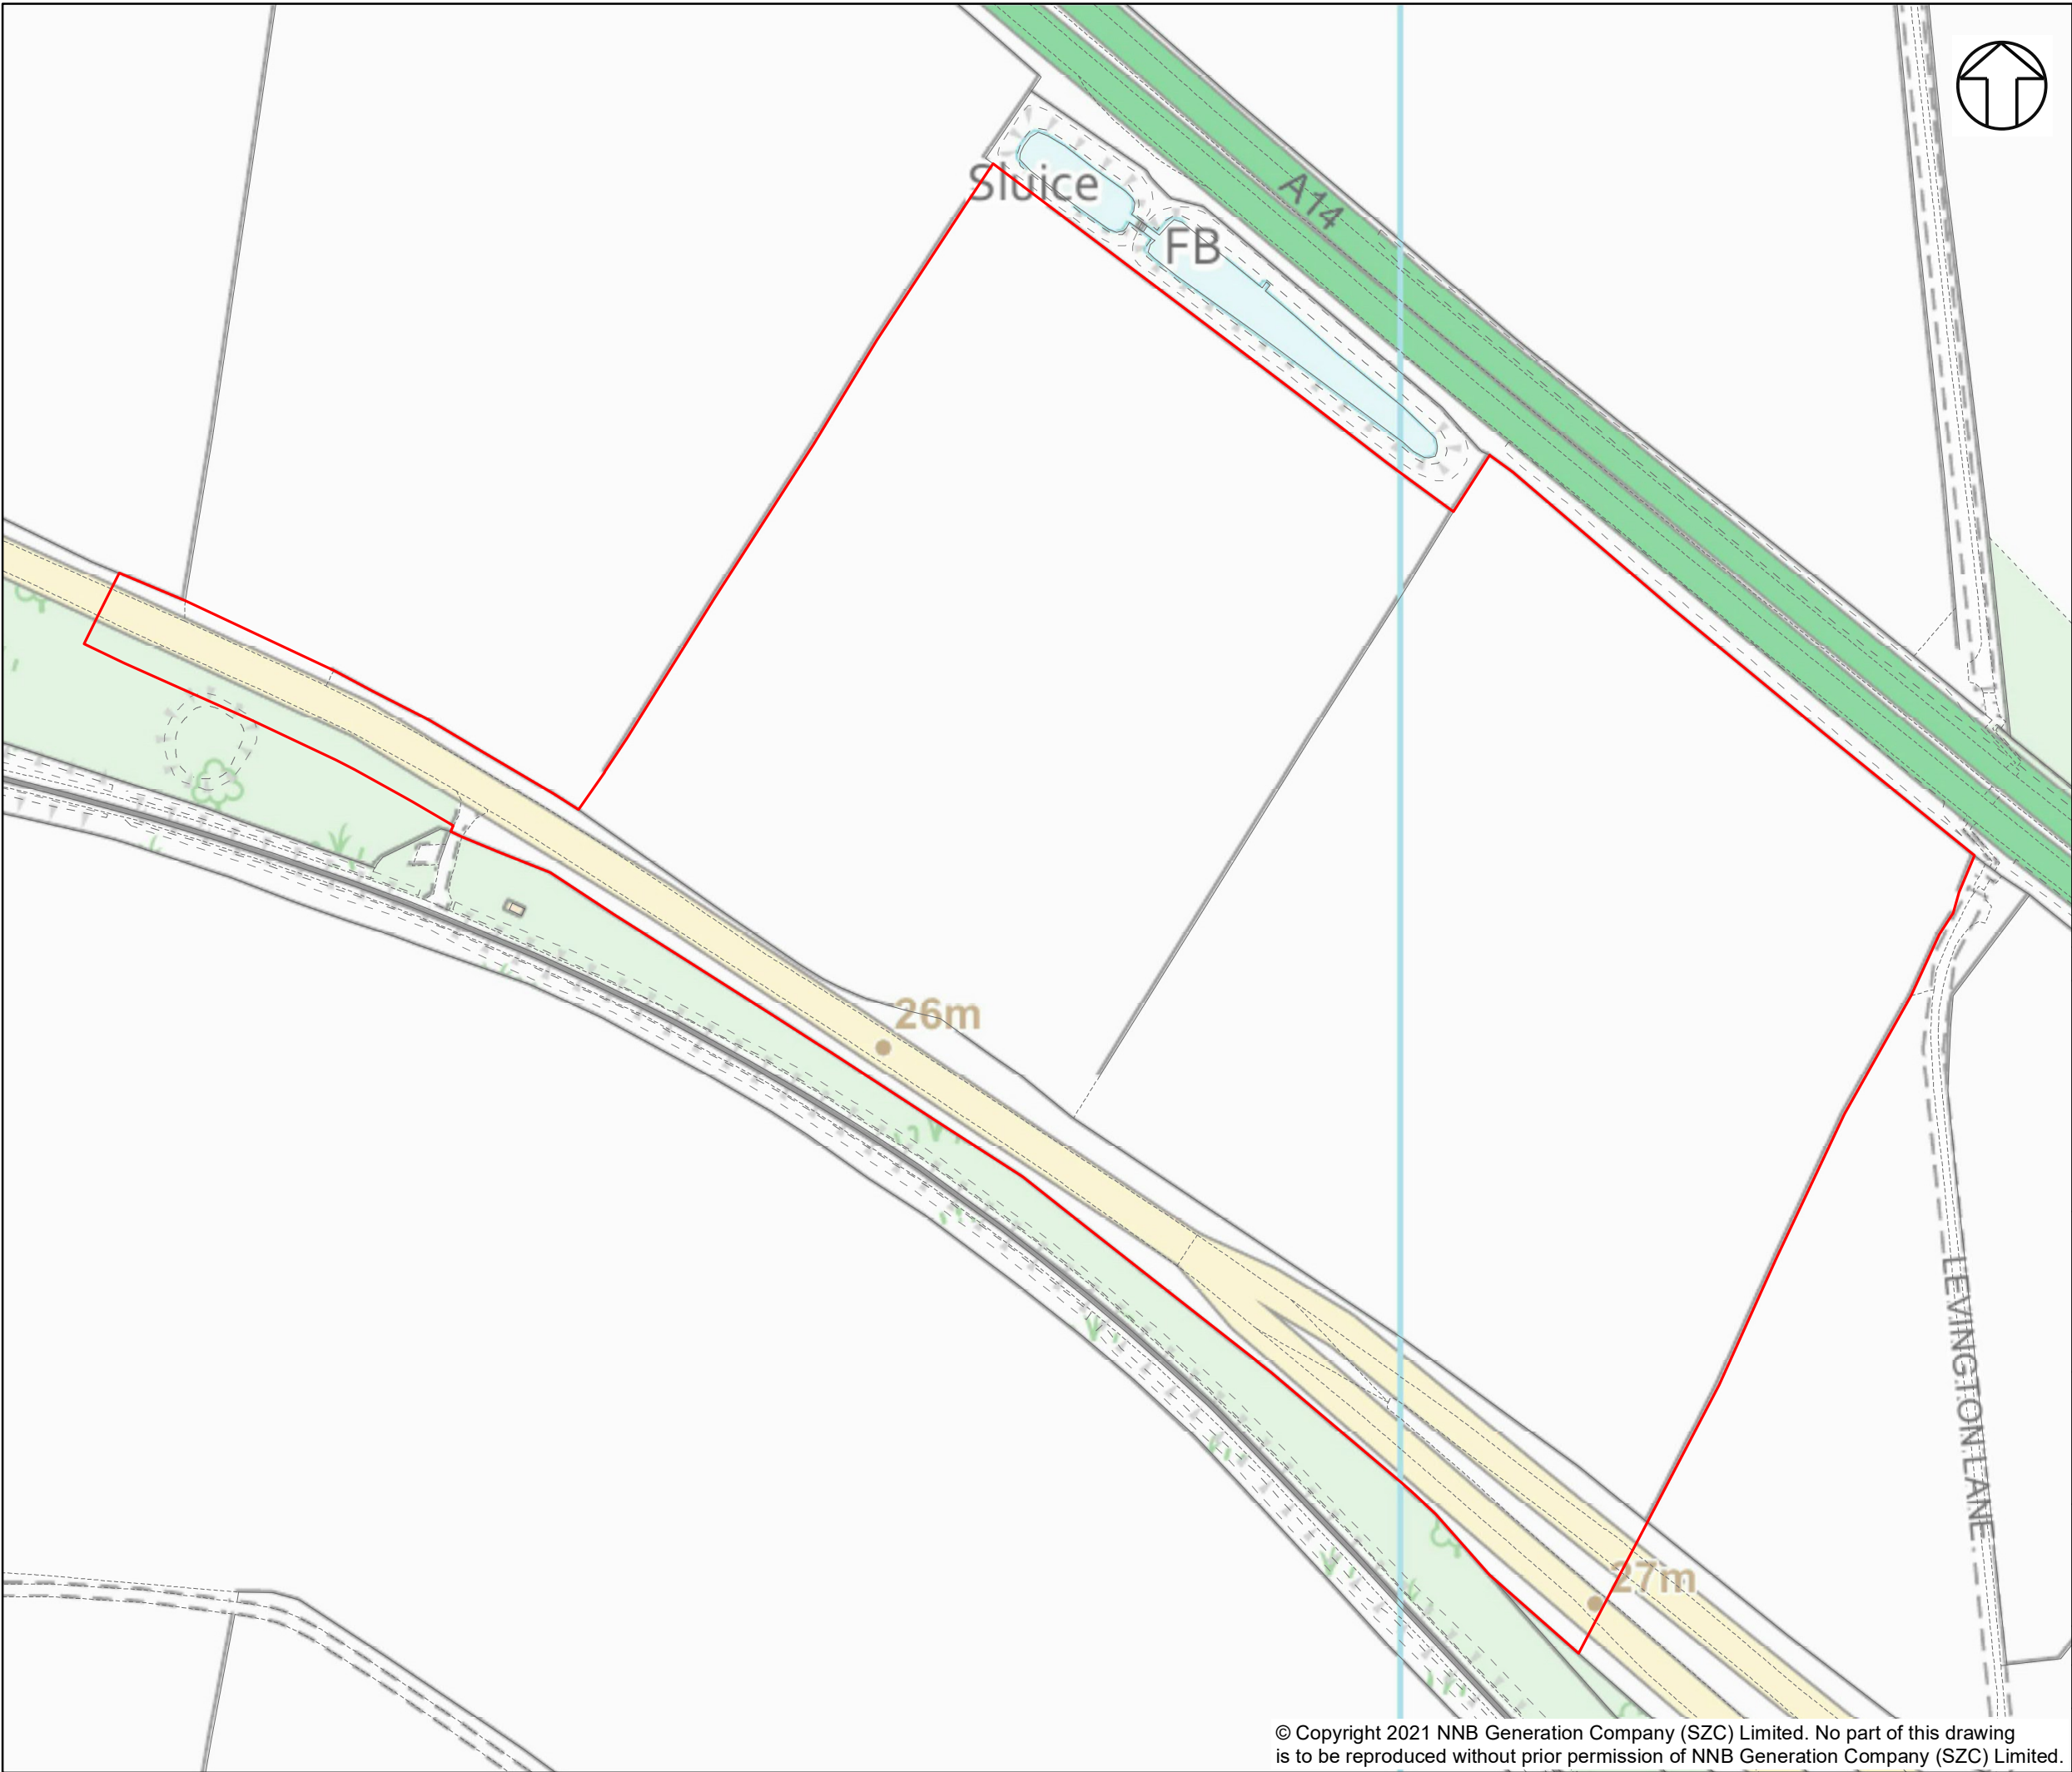 Sluice
FB
A14
26m
27m
LEVINGTON LANE
© Copyright 2021 NNB Generation Company (SZC) Limited. No part of this drawing
is to be reproduced without prior permission of NNB Generation Company (SZC) Limited.